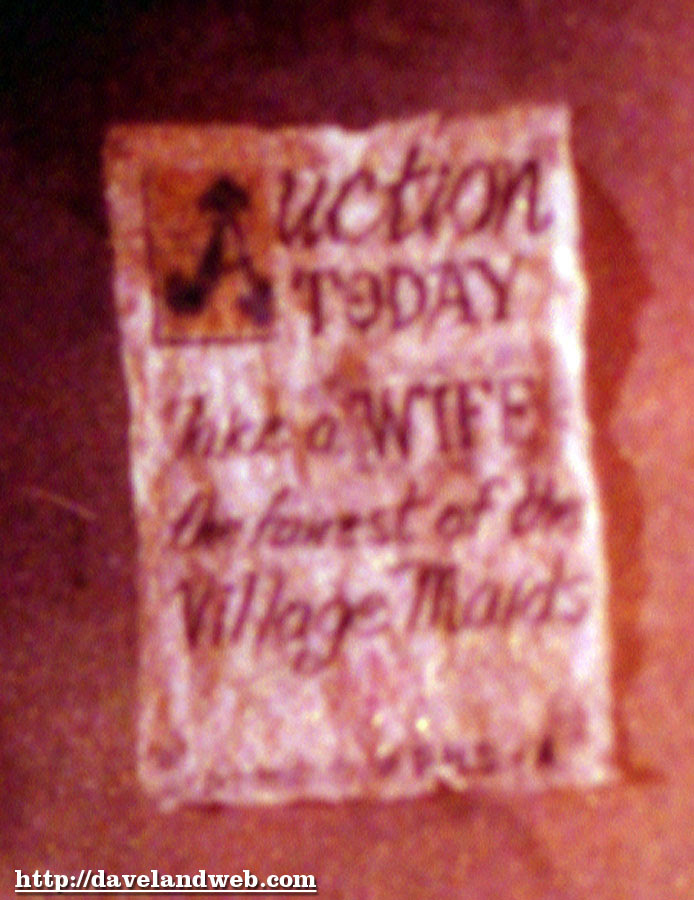 Auction
TODAY
Take a WIFE
the fairest of the
Village Maids
http://davelandweb.com